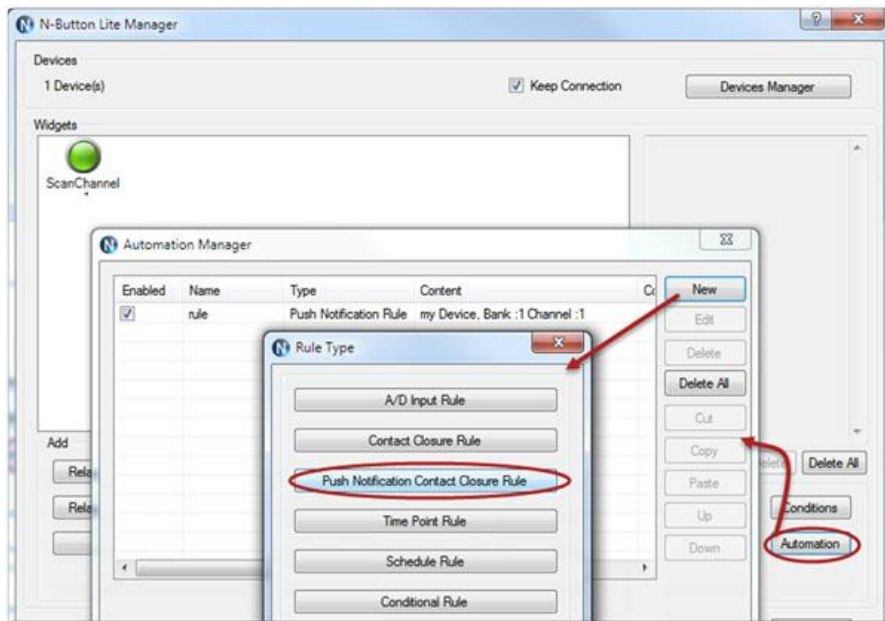 N-Button Lite Manager
Devices
1 Device(s)
Keep Connection
Devices Manager
Widgets
ScanChannel
Automation Manager
Enabled Name Type Content
New
rule Push Notification Rule my Device, Bank :1 Channel :1
Edit
Rule Type
Delete
Delete All
A/D Input Rule
Cut
Contact Closure Rule
Copy
Add
Delete All
Push Notification Contact Closure Rule
Paste
Time Point Rule
Up
Conditions
Schedule Rule
Down
Automation
Conditional Rule